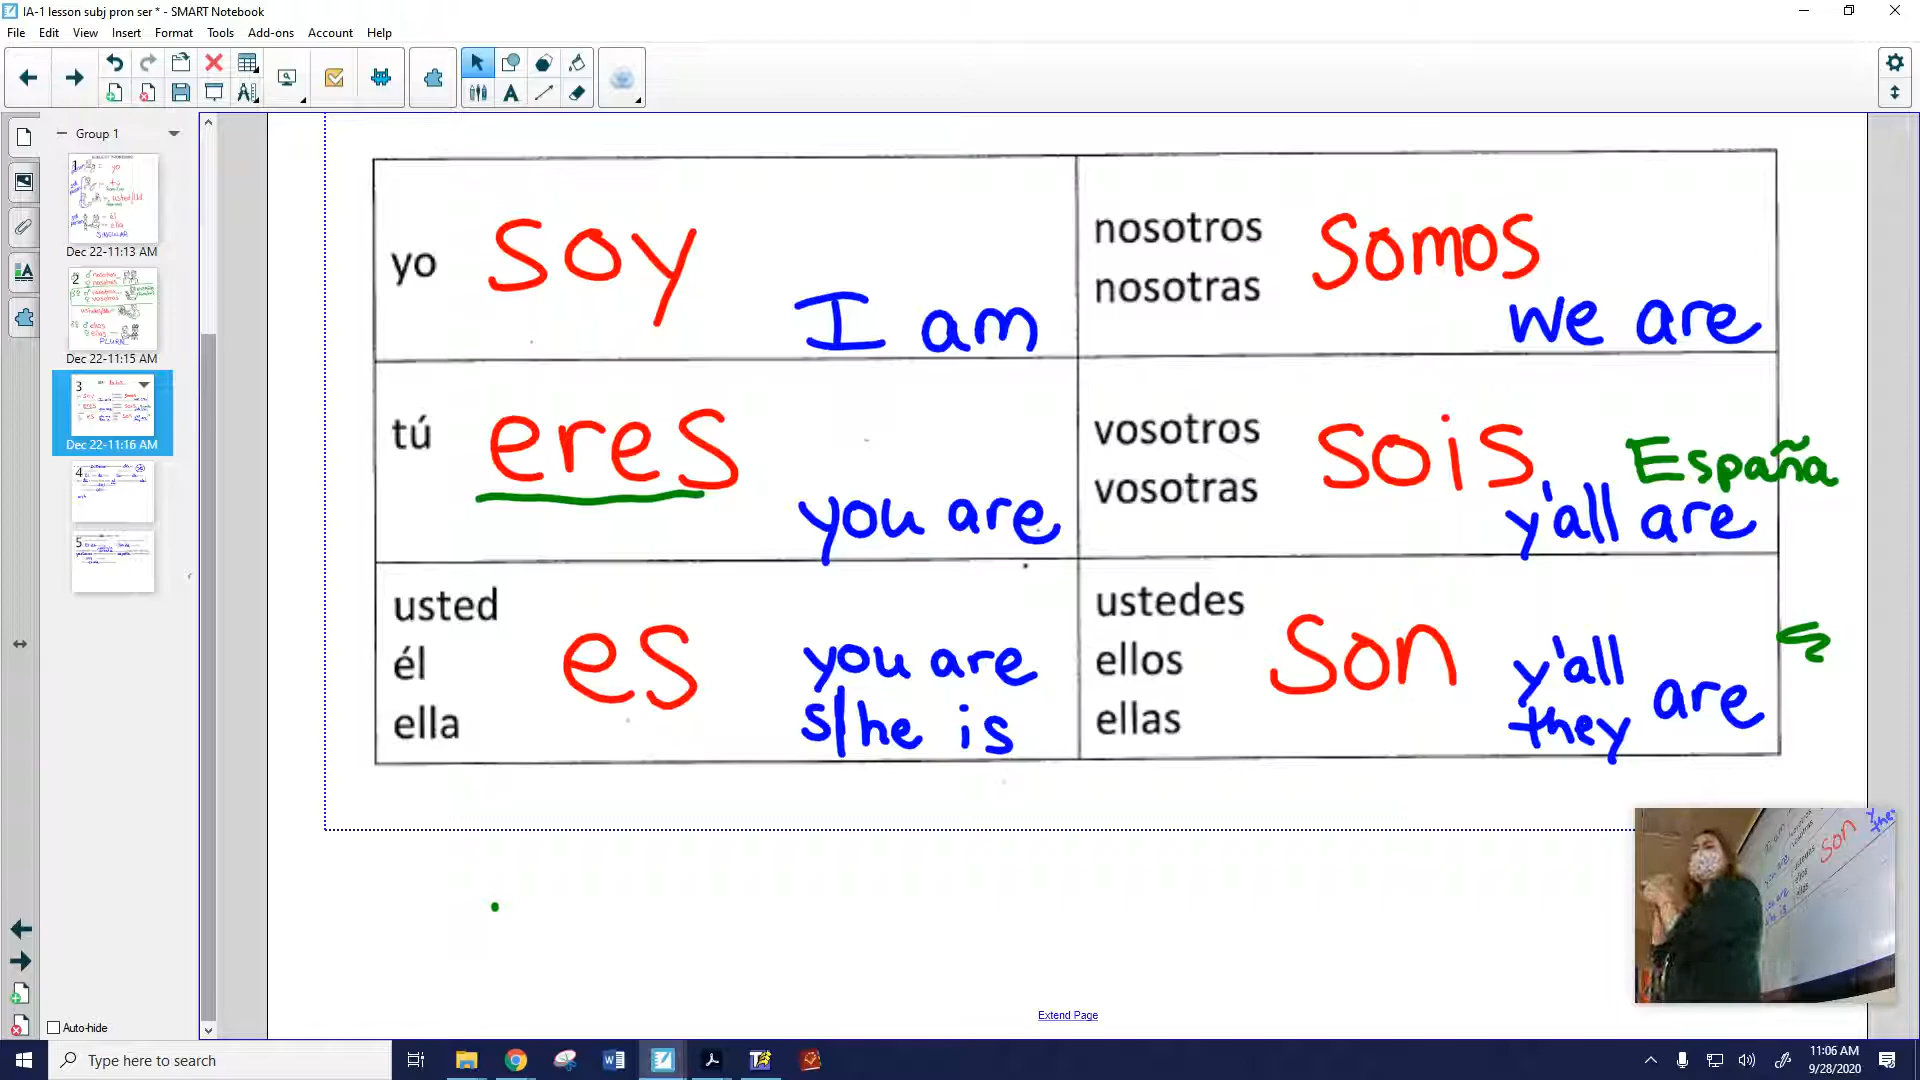 IA-1 lesson subj pron ser * - SMART Notebook
File Edit View Insert Format Tools Add-ons Account Help
Group 1
Dec 22-11:13 AM
Dec 22-11:15 AM
Dec 22-11:16 AM
yo soy
I am
nosotros somos
nosotras
we are
tú eres
you are
vosotros sois España
vosotras
y'all are
usted
él es you are
ella s/he is
ustedes
ellos son y'all
ellas they are
Extend Page
Auto-hide
Type here to search
11:06 AM
9/28/2020